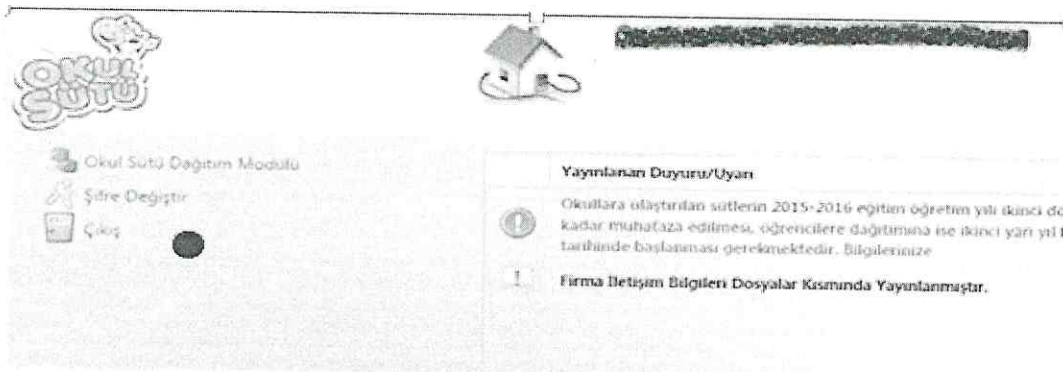 OKUL
SÜTÜ
Okul Sütü Dağıtım Modülü
Şifre Değiştir
Çıkış
Yayınlanan Duyuru/Uyarı
Okullara ulaştırılan sütlerin 2015-2016 eğitim öğretim yılı ikinci dö
kadar muhafaza edilmesi, öğrencilere dağıtımına ise ikinci yarı yıl
tarihinde başlanması gerekmektedir. Bilgilerinize
1 Firma İletişim Bilgileri Dosyalar Kısmında Yayınlanmıştır.